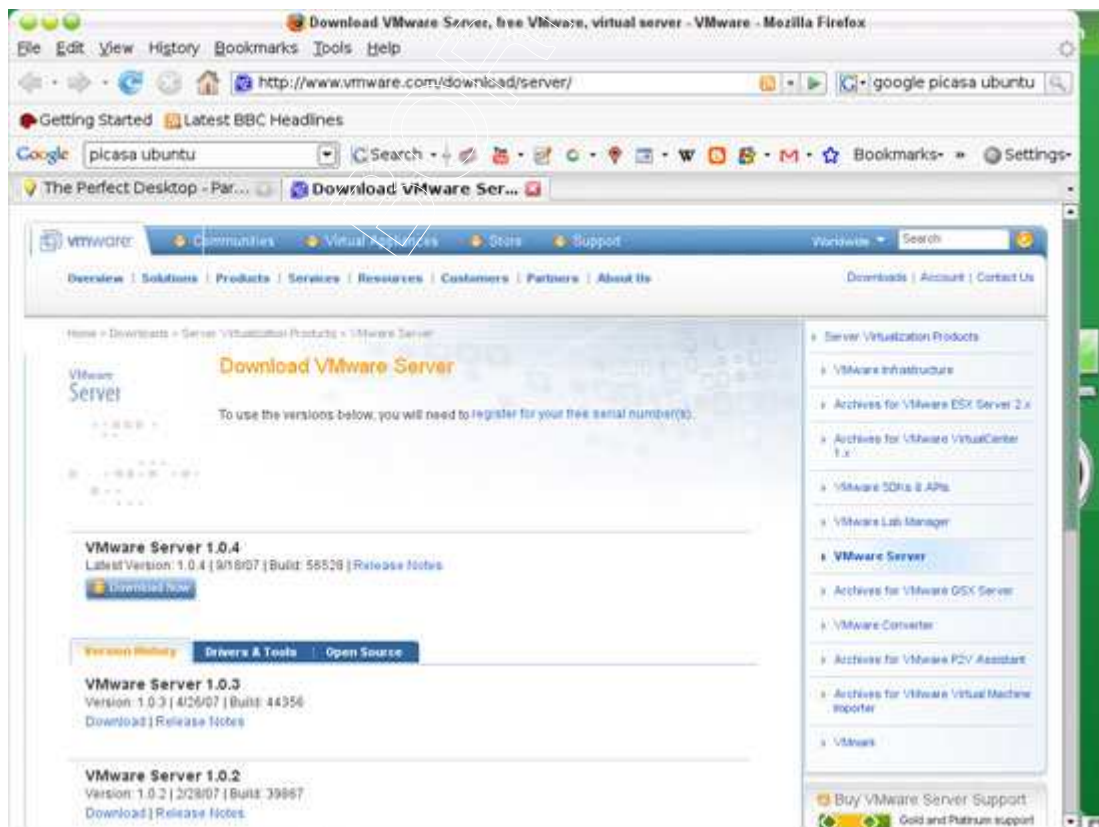 Download VMware Server, free VMware, virtual server - VMware - Mozilla Firefox
File Edit View History Bookmarks Tools Help
http://www.vmware.com/download/server/ google picasa ubuntu
Getting Started Latest BBC Headlines
Google picasa ubuntu Search Bookmarks Settings
The Perfect Desktop - Par... Download VMware Ser...
vmware Communities Virtual Appliances Store Support Worldwide Search
Overview | Solutions | Products | Services | Resources | Customers | Partners | About Us Downloads | Account | Contact Us
Home > Downloads > Server Virtualization Products > VMware Server
VMware
Server
Download VMware Server
To use the versions below, you will need to register for your free serial number(s).
VMware Server 1.0.4
Latest Version: 1.0.4 | 9/18/07 | Build: 56528 | Release Notes
Download Now
Version History Drivers & Tools | Open Source
VMware Server 1.0.3
Version: 1.0.3 | 4/26/07 | Build: 44356
Download | Release Notes
VMware Server 1.0.2
Version: 1.0.2 | 2/28/07 | Build: 39867
Download | Release Notes
Server Virtualization Products
VMware Infrastructure
Archives for VMware ESX Server 2.x
Archives for VMware VirtualCenter
1.x
VMware SDKs & APIs
VMware Lab Manager
VMware Server
Archives for VMware GSX Server
VMware Converter
Archives for VMware P2V Assistant
Archives for VMware Virtual Machine
Importer
VMmark
Buy VMware Server Support
Gold and Platinum support